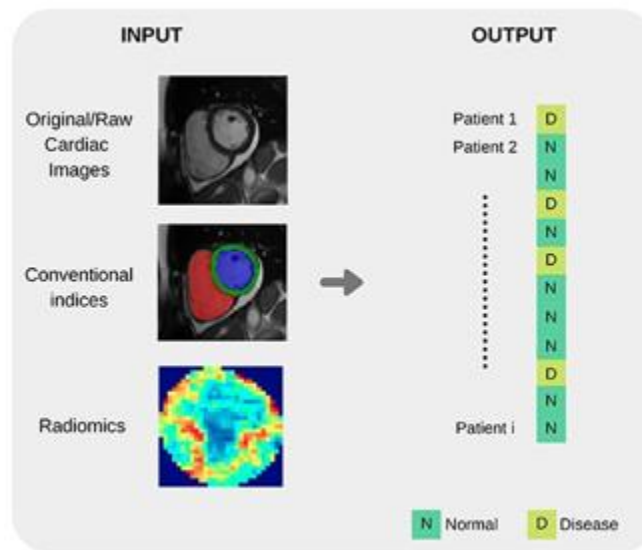 INPUT
Original/Raw
Cardiac
Images
Conventional
indices
Radiomics
OUTPUT
Patient 1 D
Patient 2 N
N
D
N
D
N
N
N
D
N
Patient i N
N Normal D Disease